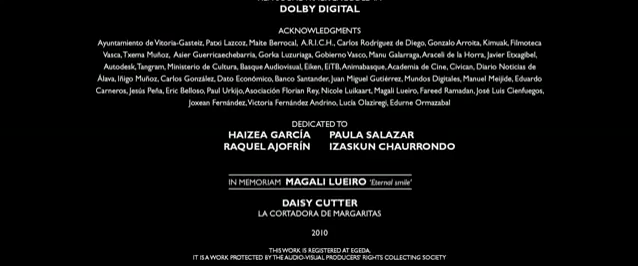 DOLBY DIGITAL
ACKNOWLEDGMENTS
Ayuntamiento de Vitoria-Gasteiz, Patxi Lazcoz, Maite Berrocal, A.R.I.C.H., Carlos Rodríguez de Diego, Gonzalo Arroita, Kimuak, Filmoteca
Vasca, Txema Muñoz, Asier Guerricaechebarría, Gorka Luzuriaga, Gobierno Vasco, Manu Galarraga, Araceli de la Horra, Javier Etxagibel,
Autodesk, Tangram, Ministerio de Cultura, Basque Audiovisual, Eiken, EiTB, Animabasque, Academia de Cine, Cívican, Diario Noticias de
Álava, Iñigo Muñoz, Carlos González, Dato Económico, Banco Santander, Juan Miguel Gutiérrez, Mundos Digitales, Manuel Meijide, Eduardo
Carneros, Jesús Peña, Eric Belloso, Paul Urkijo, Asociación Florian Rey, Nicole Luikaart, Magali Lueiro, Fareed Ramadan, José Luis Cienfuegos,
Joxean Fernández, Victoria Fernández Andrino, Lucía Olaziregi, Edurne Ormazabal
DEDICATED TO
HAIZEA GARCÍA PAULA SALAZAR
RAQUEL AJOFRÍN IZASKUN CHAURRONDO
IN MEMORIAM MAGALI LUEIRO 'Eternal smile'
DAISY CUTTER
LA CORTADORA DE MARGARITAS
2010
THIS WORK IS REGISTERED AT EGEDA.
IT IS A WORK PROTECTED BY THE AUDIO-VISUAL PRODUCERS' RIGHTS COLLECTING SOCIETY